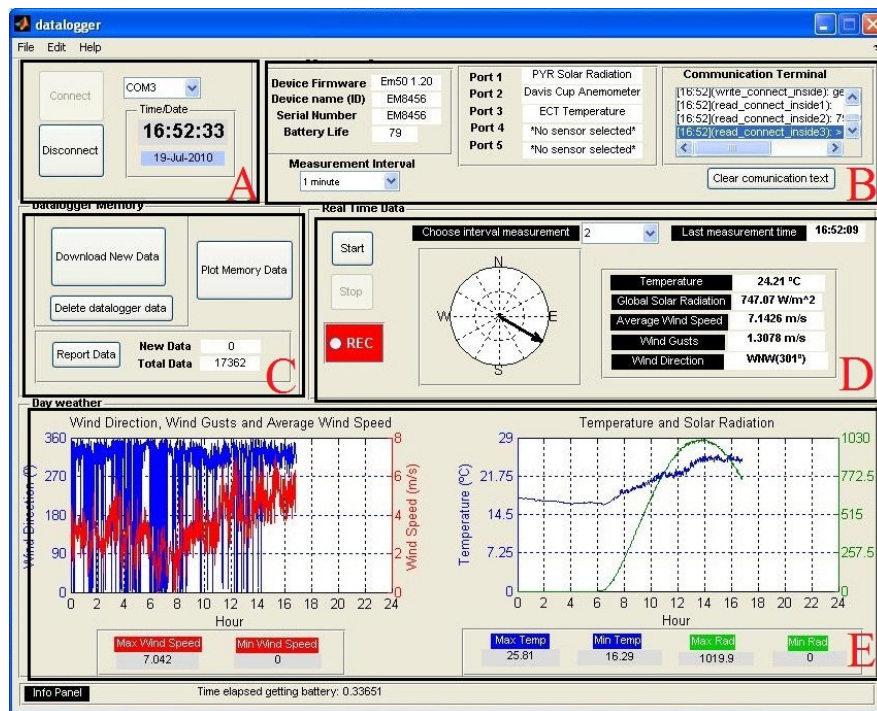 datalogger
File Edit Help
Connect
COM3
Time/Date
16:52:33
19-Jul-2010
Disconnect
A
Device Firmware Em50 1.20
Device name (ID) EM8456
Serial Number EM8456
Battery Life 79
Measurement Interval
1 minute
Port 1 PYR Solar Radiation
Port 2 Davis Cup Anemometer
Port 3 ECT Temperature
Port 4 *No sensor selected*
Port 5 *No sensor selected*
Communication Terminal
[16:52](write_connect_inside): ge
[16:52](read_connect_inside1):
[16:52](read_connect_inside2): 7
[16:52](read_connect_inside3): >
Clear comunication text
B
Datalogger Memory
Download New Data
Plot Memory Data
Delete datalogger data
Report Data
New Data 0
Total Data 17362
C
Real Time Data
Start
Stop
REC
Choose interval measurement 2
Last measurement time 16:52:09
N
W E
S
Temperature 24.21 ºC
Global Solar Radiation 747.07 W/m^2
Average Wind Speed 7.1426 m/s
Wind Gusts 1.3078 m/s
Wind Direction WNW(301º)
D
Day weather
Wind Direction, Wind Gusts and Average Wind Speed
Wind Direction (º)
360
270
180
90
0
8
6
4
2
0
Wind Speed (m/s)
0 2 4 6 8 10 12 14 16 18 20 22 24
Hour
Max Wind Speed Min Wind Speed
7.042 0
Temperature and Solar Radiation
Temperature (ºC)
29
21.75
14.5
7.25
0
1030
772.5
515
257.5
0
0 2 4 6 8 10 12 14 16 18 20 22 24
Hour
Max Temp Min Temp Max Rad Min Rad
25.81 16.29 1019.9 0
E
Info Panel Time elapsed getting battery: 0.33651